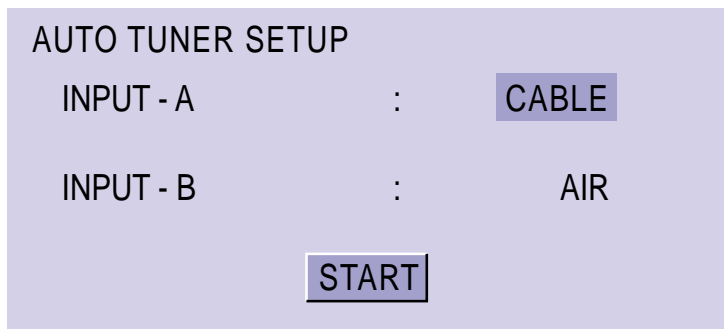 AUTO TUNER SETUP
INPUT - A : CABLE
INPUT - B : AIR
START